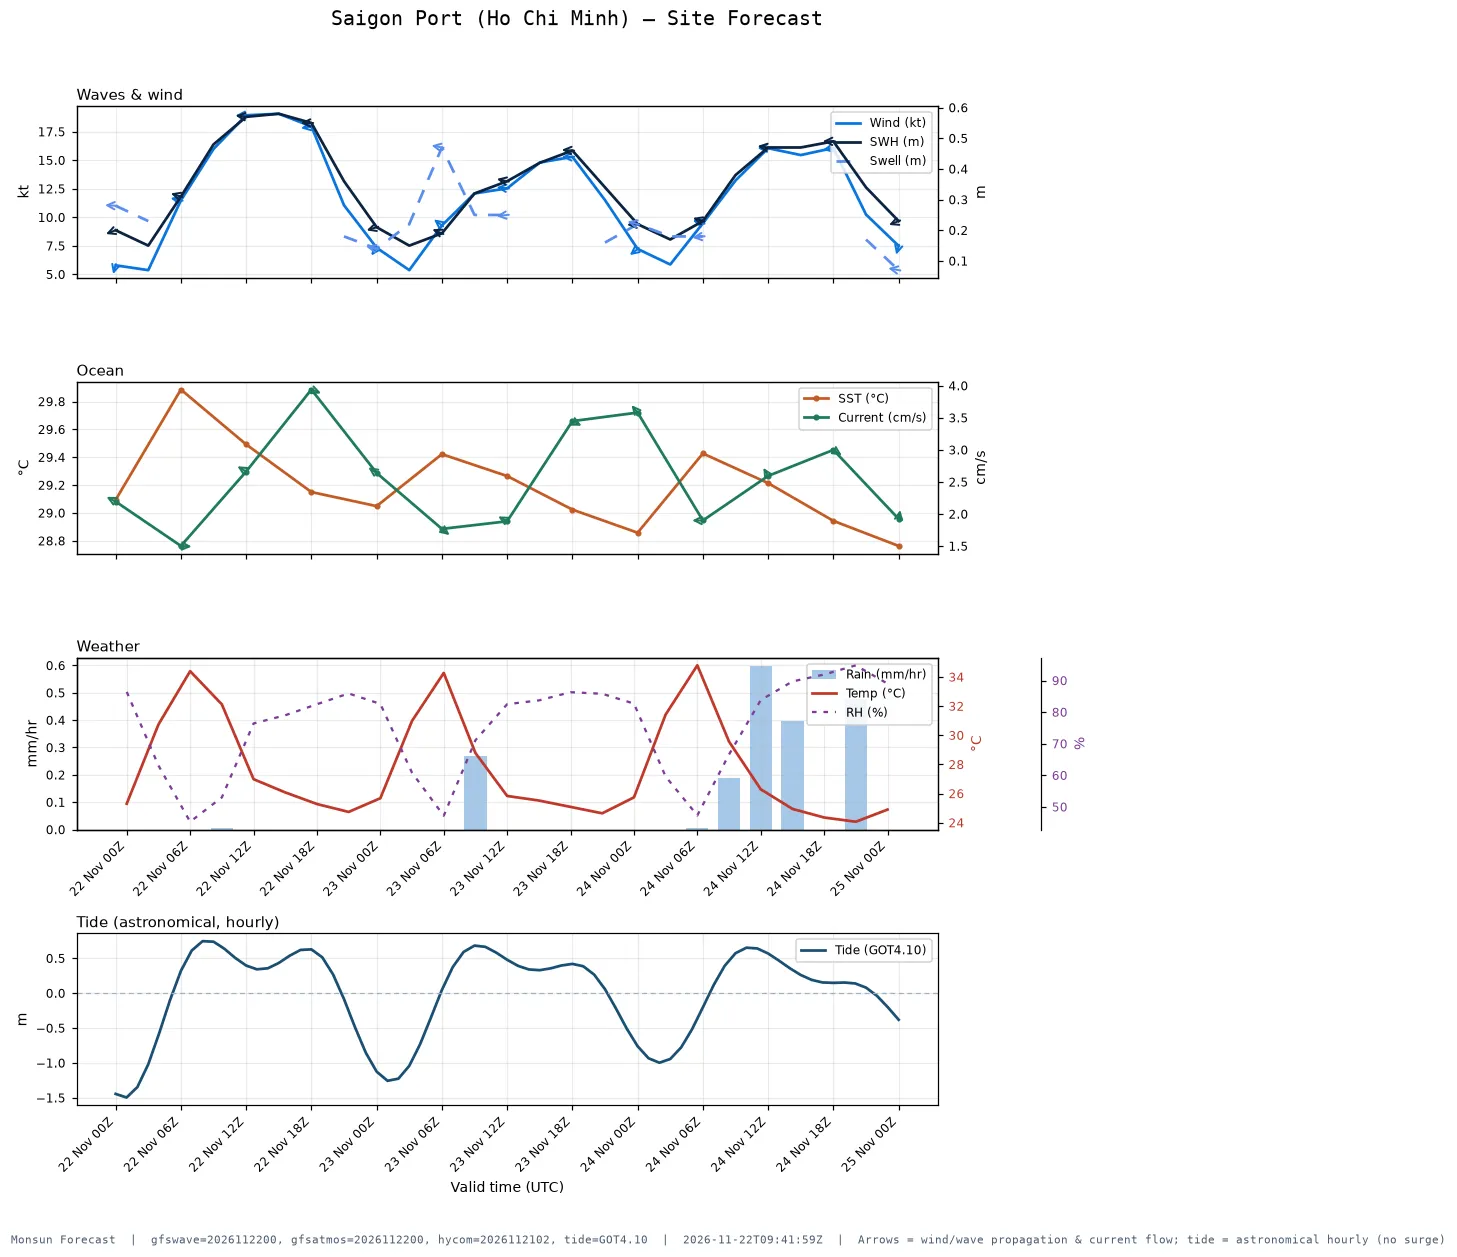 Saigon Port (Ho Chi Minh) — Site Forecast
Waves & wind
17.5
15.0
12.5
10.0
7.5
5.0
kt
0.6
0.5
0.4
0.3
0.2
0.1
m
Wind (kt)
SWH (m)
Swell (m)
Ocean
29.8
29.6
29.4
29.2
29.0
28.8
°C
4.0
3.5
3.0
2.5
2.0
1.5
cm/s
SST (°C)
Current (cm/s)
Weather
0.6
0.5
0.4
0.3
0.2
0.1
0.0
mm/hr
34
32
30
28
26
24
°C
90
80
70
60
50
%
Rain (mm/hr)
Temp (°C)
RH (%)
22 Nov 00Z
22 Nov 06Z
22 Nov 12Z
22 Nov 18Z
23 Nov 00Z
23 Nov 06Z
23 Nov 12Z
23 Nov 18Z
24 Nov 00Z
24 Nov 06Z
24 Nov 12Z
24 Nov 18Z
25 Nov 00Z
Tide (astronomical, hourly)
0.5
0.0
−0.5
−1.0
−1.5
m
Tide (GOT4.10)
22 Nov 00Z
22 Nov 06Z
22 Nov 12Z
22 Nov 18Z
23 Nov 00Z
23 Nov 06Z
23 Nov 12Z
23 Nov 18Z
24 Nov 00Z
24 Nov 06Z
24 Nov 12Z
24 Nov 18Z
25 Nov 00Z
Valid time (UTC)
Monsun Forecast | gfswave=2026112200, gfsatmos=2026112200, hycom=2026112102, tide=GOT4.10 | 2026-11-22T09:41:59Z | Arrows = wind/wave propagation & current flow; tide = astronomical hourly (no surge)